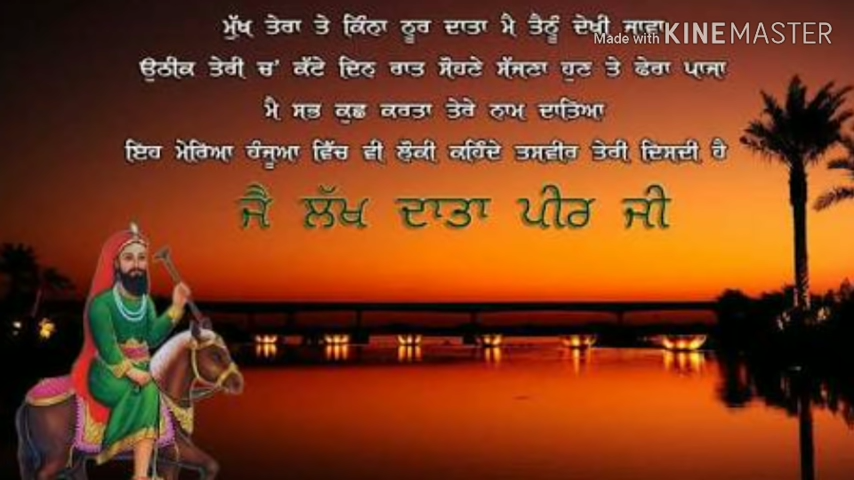 ਮੁੱਖ ਤੇਰਾ ਤੇ ਕਿੰਨਾ ਨੂਰ ਦਾਤਾ ਮੈ ਤੈਨੂੰ ਦੇਖੀ ਜਾਵਾ
Made with KINEMASTER
ਉਠੀਕ ਤੇਰੀ ਚ' ਕੱਟੇ ਦਿਨ ਰਾਤ ਸੋਹਣੇ ਸੱਜਣਾ ਹੁਣ ਤੇ ਫੇਰਾ ਪਾਜਾ
ਮੈ ਸਭ ਕੁਛ ਕਰਤਾ ਤੇਰੇ ਨਾਮ ਦਾਤਿਆ
ਇਹ ਮੇਰਿਆ ਹੰਜੂਆ ਵਿੱਚ ਵੀ ਲੌਕੀ ਕਹਿੰਦੇ ਤਸਵੀਰ ਤੇਰੀ ਦਿਸਦੀ ਹੈ
ਜੈ ਲੱਖ ਦਾਤਾ ਪੀਰ ਜੀ